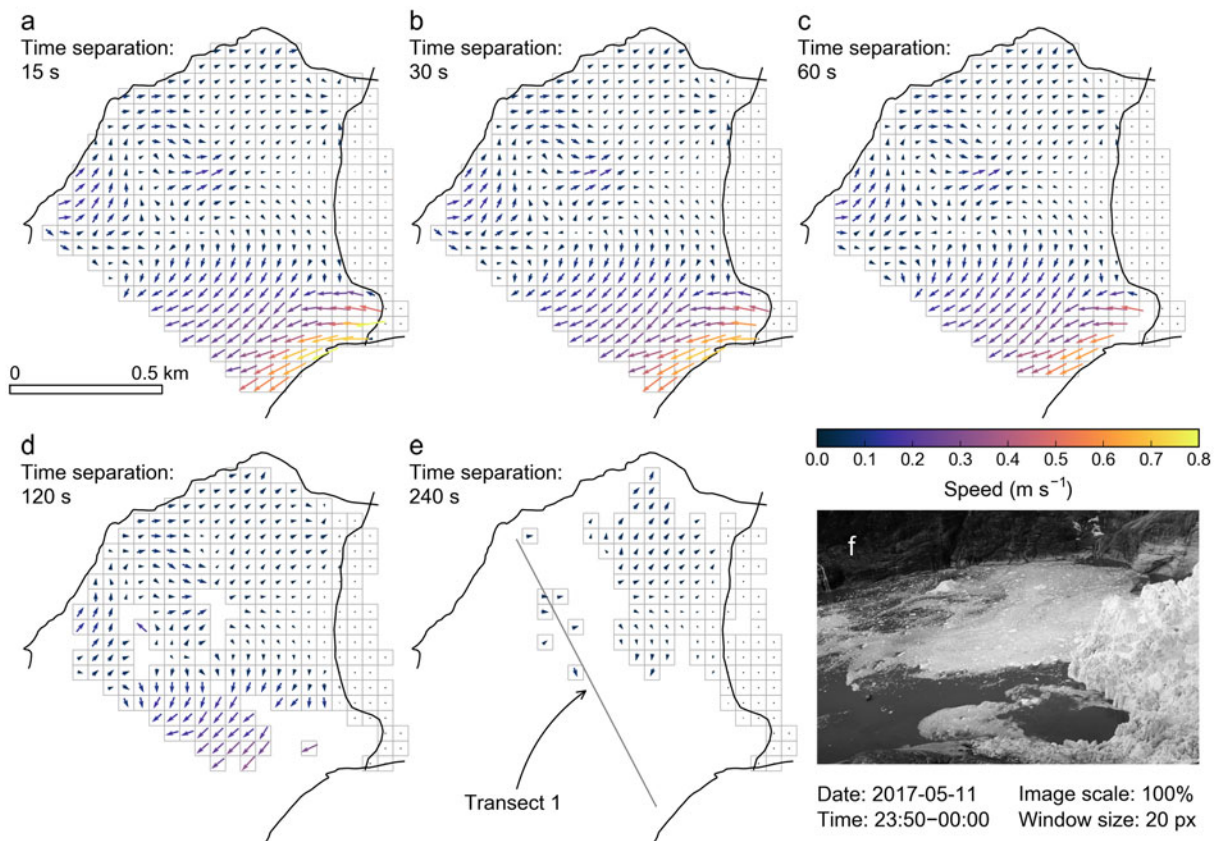 a
Time separation:
15 s
b
Time separation:
30 s
c
Time separation:
60 s
0
0.5 km
d
Time separation:
120 s
e
Time separation:
240 s
Transect 1
0.0 0.1 0.2 0.3 0.4 0.5 0.6 0.7 0.8
Speed (m s⁻¹)
f
Date: 2017-05-11
Time: 23:50−00:00
Image scale: 100%
Window size: 20 px